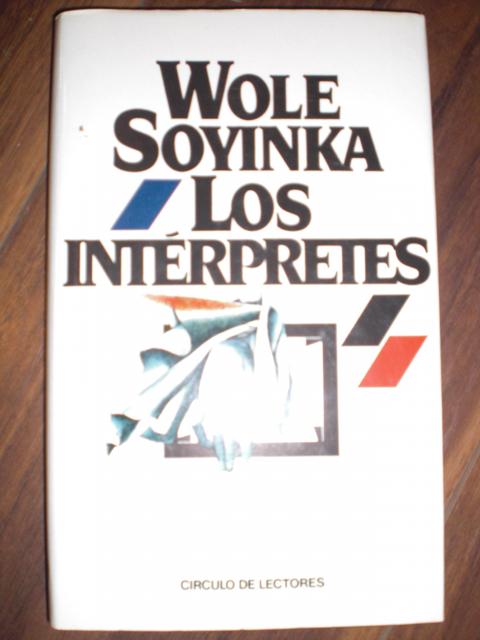 WOLE
SOYINKA
LOS
INTÉRPRETES
CIRCULO DE LECTORES